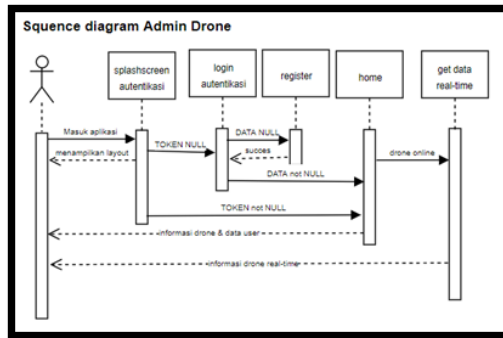 Squence diagram Admin Drone
splashscreen
autentikasi
login
autentikasi
register
home
get data
real-time
Masuk aplikasi
menampilkan layout
TOKEN NULL
DATA NULL
succes
DATA not NULL
drone online
TOKEN not NULL
informasi drone & data user
informasi drone real-time